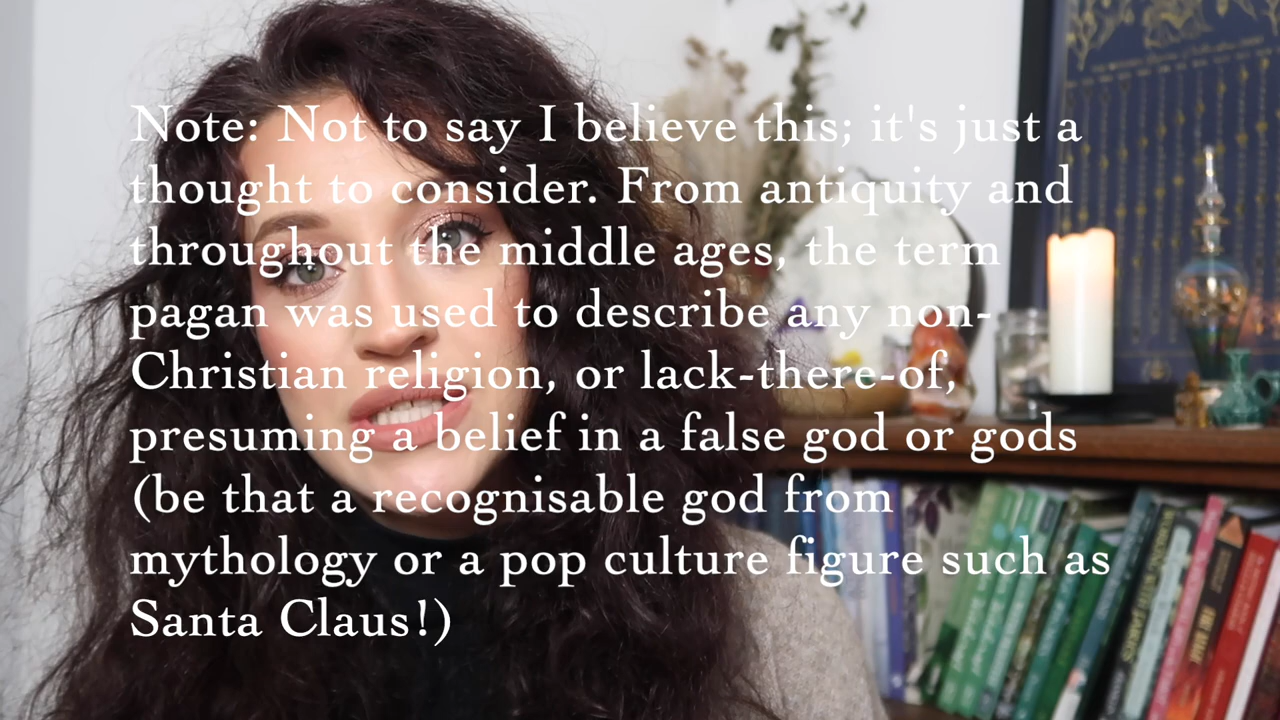 Note: Not to say I believe this; it's just a
thought to consider. From antiquity and
throughout the middle ages, the term
pagan was used to describe any non-
Christian religion, or lack-there-of,
presuming a belief in a false god or gods
(be that a recognisable god from
mythology or a pop culture figure such as
Santa Claus!)